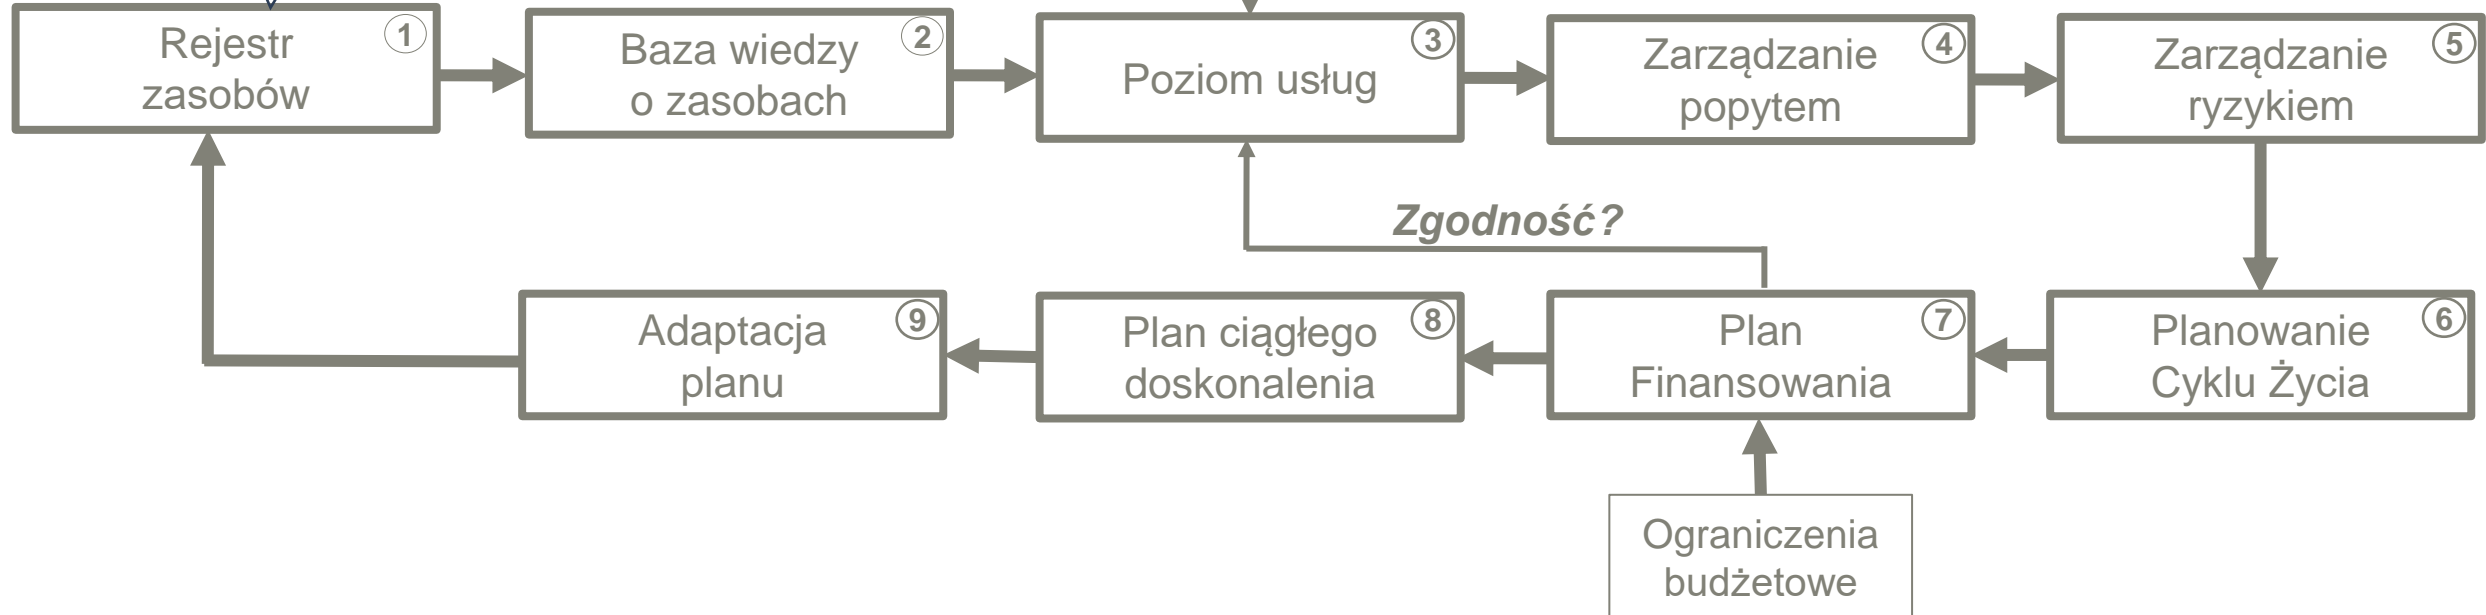 Rejestr
zasobów
1
Baza wiedzy
o zasobach
2
Poziom usług
3
Zarządzanie
popytem
4
Zarządzanie
ryzykiem
5
Zgodność?
Adaptacja
planu
9
Plan ciągłego
doskonalenia
8
Plan
Finansowania
7
Planowanie
Cyklu Życia
6
Ograniczenia
budżetowe